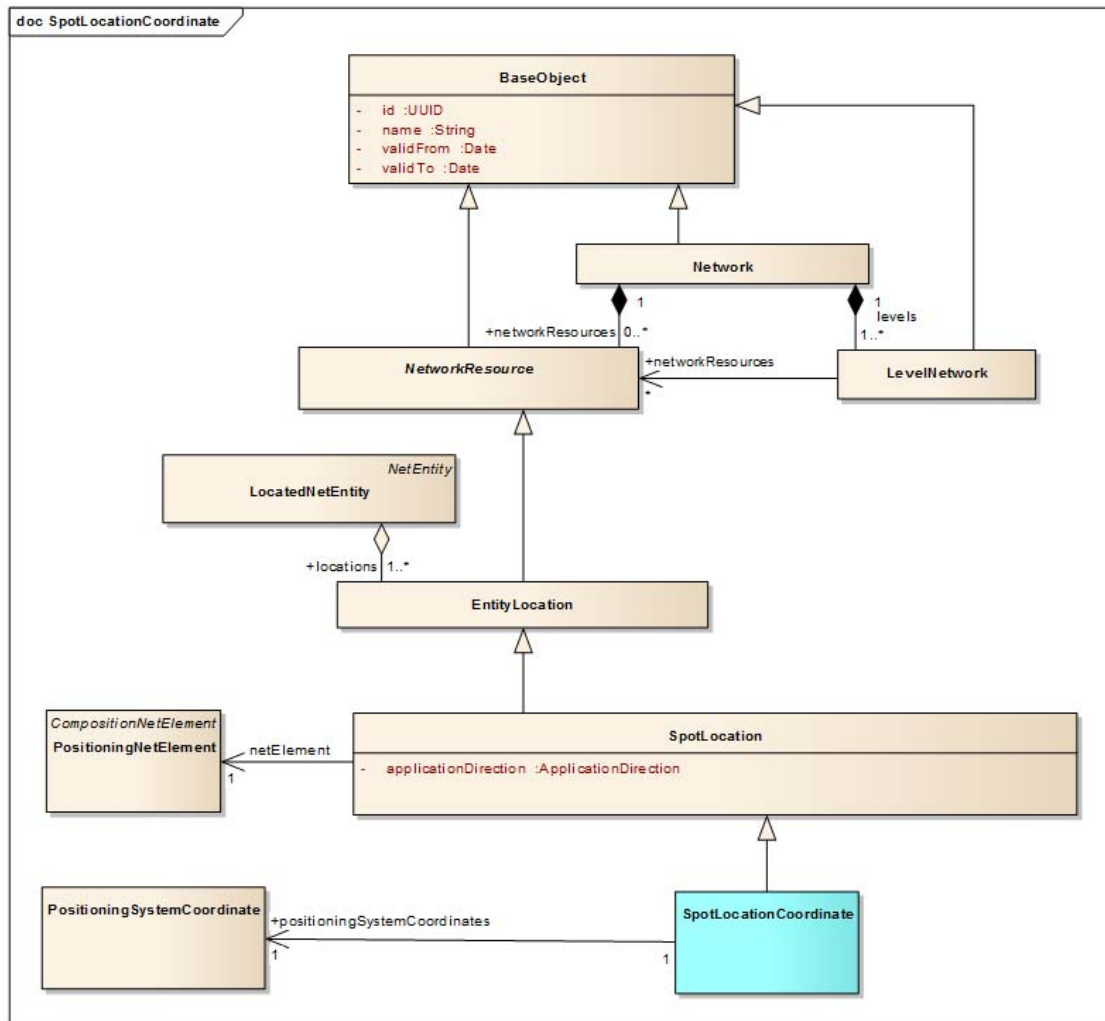 doc SpotLocationCoordinate
BaseObject
- id :UUID
- name :String
- validFrom :Date
- validTo :Date
Network
1
1
levels
+networkResources 0..*
1..*
NetworkResource
+networkResources
*
LevelNetwork
NetEntity
LocatedNetEntity
+locations 1..*
EntityLocation
CompositionNetElement
PositioningNetElement
netElement
1
SpotLocation
- applicationDirection :ApplicationDirection
PositioningSystemCoordinate
+positioningSystemCoordinates
1
1
SpotLocationCoordinate